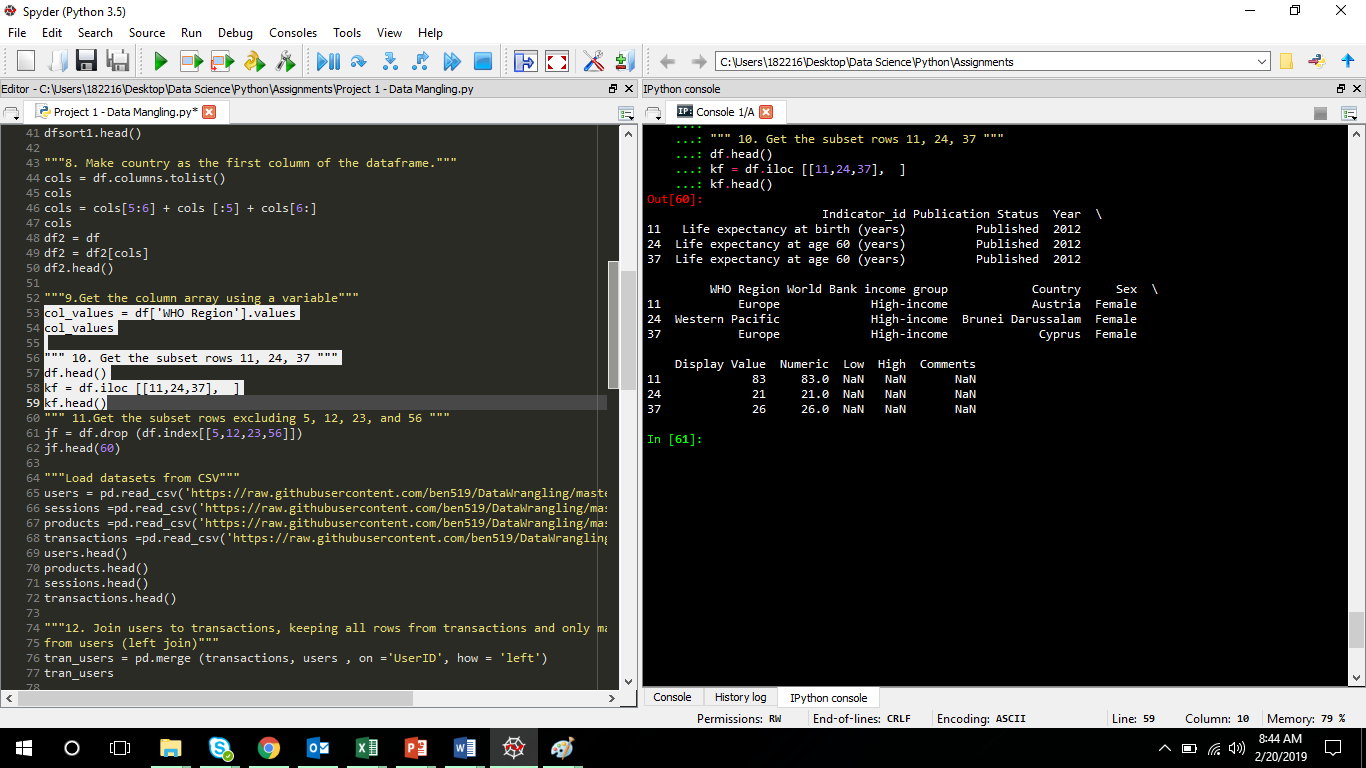 Spyder (Python 3.5)
File Edit Search Source Run Debug Consoles Tools View Help
C:\Users\182216\Desktop\Data Science\Python\Assignments
Editor - C:\Users\182216\Desktop\Data Science\Python\Assignments\Project 1 - Data Mangling.py
Project 1 - Data Mangling.py*
41 dfsort1.head()
42
43 """8. Make country as the first column of the dataframe."""
44 cols = df.columns.tolist()
45 cols
46 cols = cols[5:6] + cols [:5] + cols[6:]
47 cols
48 df2 = df
49 df2 = df2[cols]
50 df2.head()
51
52 """9.Get the column array using a variable"""
53 col_values = df['WHO Region'].values
54 col_values
55
56 """ 10. Get the subset rows 11, 24, 37 """
57 df.head()
58 kf = df.iloc [[11,24,37],  ]
59 kf.head()
60 """ 11.Get the subset rows excluding 5, 12, 23, and 56 """
61 jf = df.drop (df.index[[5,12,23,56]])
62 jf.head(60)
63
64 """Load datasets from CSV"""
65 users = pd.read_csv('https://raw.githubusercontent.com/ben519/DataWrangling/maste
66 sessions =pd.read_csv('https://raw.githubusercontent.com/ben519/DataWrangling/mas
67 products =pd.read_csv('https://raw.githubusercontent.com/ben519/DataWrangling/mas
68 transactions =pd.read_csv('https://raw.githubusercontent.com/ben519/DataWrangling
69 users.head()
70 products.head()
71 sessions.head()
72 transactions.head()
73
74 """12. Join users to transactions, keeping all rows from transactions and only ma
75 from users (left join)"""
76 tran_users = pd.merge (transactions, users , on ='UserID', how = 'left')
77 tran_users
78
IPython console
IP: Console 1/A
...: """ 10. Get the subset rows 11, 24, 37 """
...: df.head()
...: kf = df.iloc [[11,24,37],  ]
...: kf.head()
Out[60]:
Indicator_id Publication Status Year \
11 Life expectancy at birth (years) Published 2012
24 Life expectancy at age 60 (years) Published 2012
37 Life expectancy at age 60 (years) Published 2012
WHO Region World Bank income group Country Sex \
11 Europe High-income Austria Female
24 Western Pacific High-income Brunei Darussalam Female
37 Europe High-income Cyprus Female
Display Value Numeric Low High Comments
11 83 83.0 NaN NaN NaN
24 21 21.0 NaN NaN NaN
37 26 26.0 NaN NaN NaN
In [61]:
Console History log IPython console
Permissions: RW End-of-lines: CRLF Encoding: ASCII Line: 59 Column: 10 Memory: 79 %
8:44 AM
2/20/2019